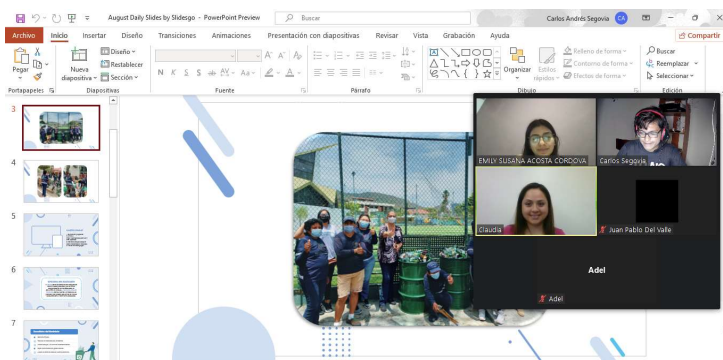 August Daily Slides by Slidesgo - PowerPoint Preview
Buscar
Carlos Andrés Segovia
CA
Archivo Inicio Insertar Diseño Transiciones Animaciones Presentación con diapositivas Revisar Vista Grabación Ayuda
Compartir
Pegar
Nueva diapositiva
Diseño
Restablecer
Sección
N K S S ab AV Aa A A
Organizar
Estilos rápidos
Relleno de forma
Contorno de forma
Efectos de forma
Buscar
Reemplazar
Seleccionar
Portapapeles Diapositivas Fuente Párrafo Dibujo Edición
3
4
5
6
7
EMILY SUSANA ACOSTA CORDOVA
Carlos Segovia
Claudia
Juan Pablo Del Valle
Adel
Adel